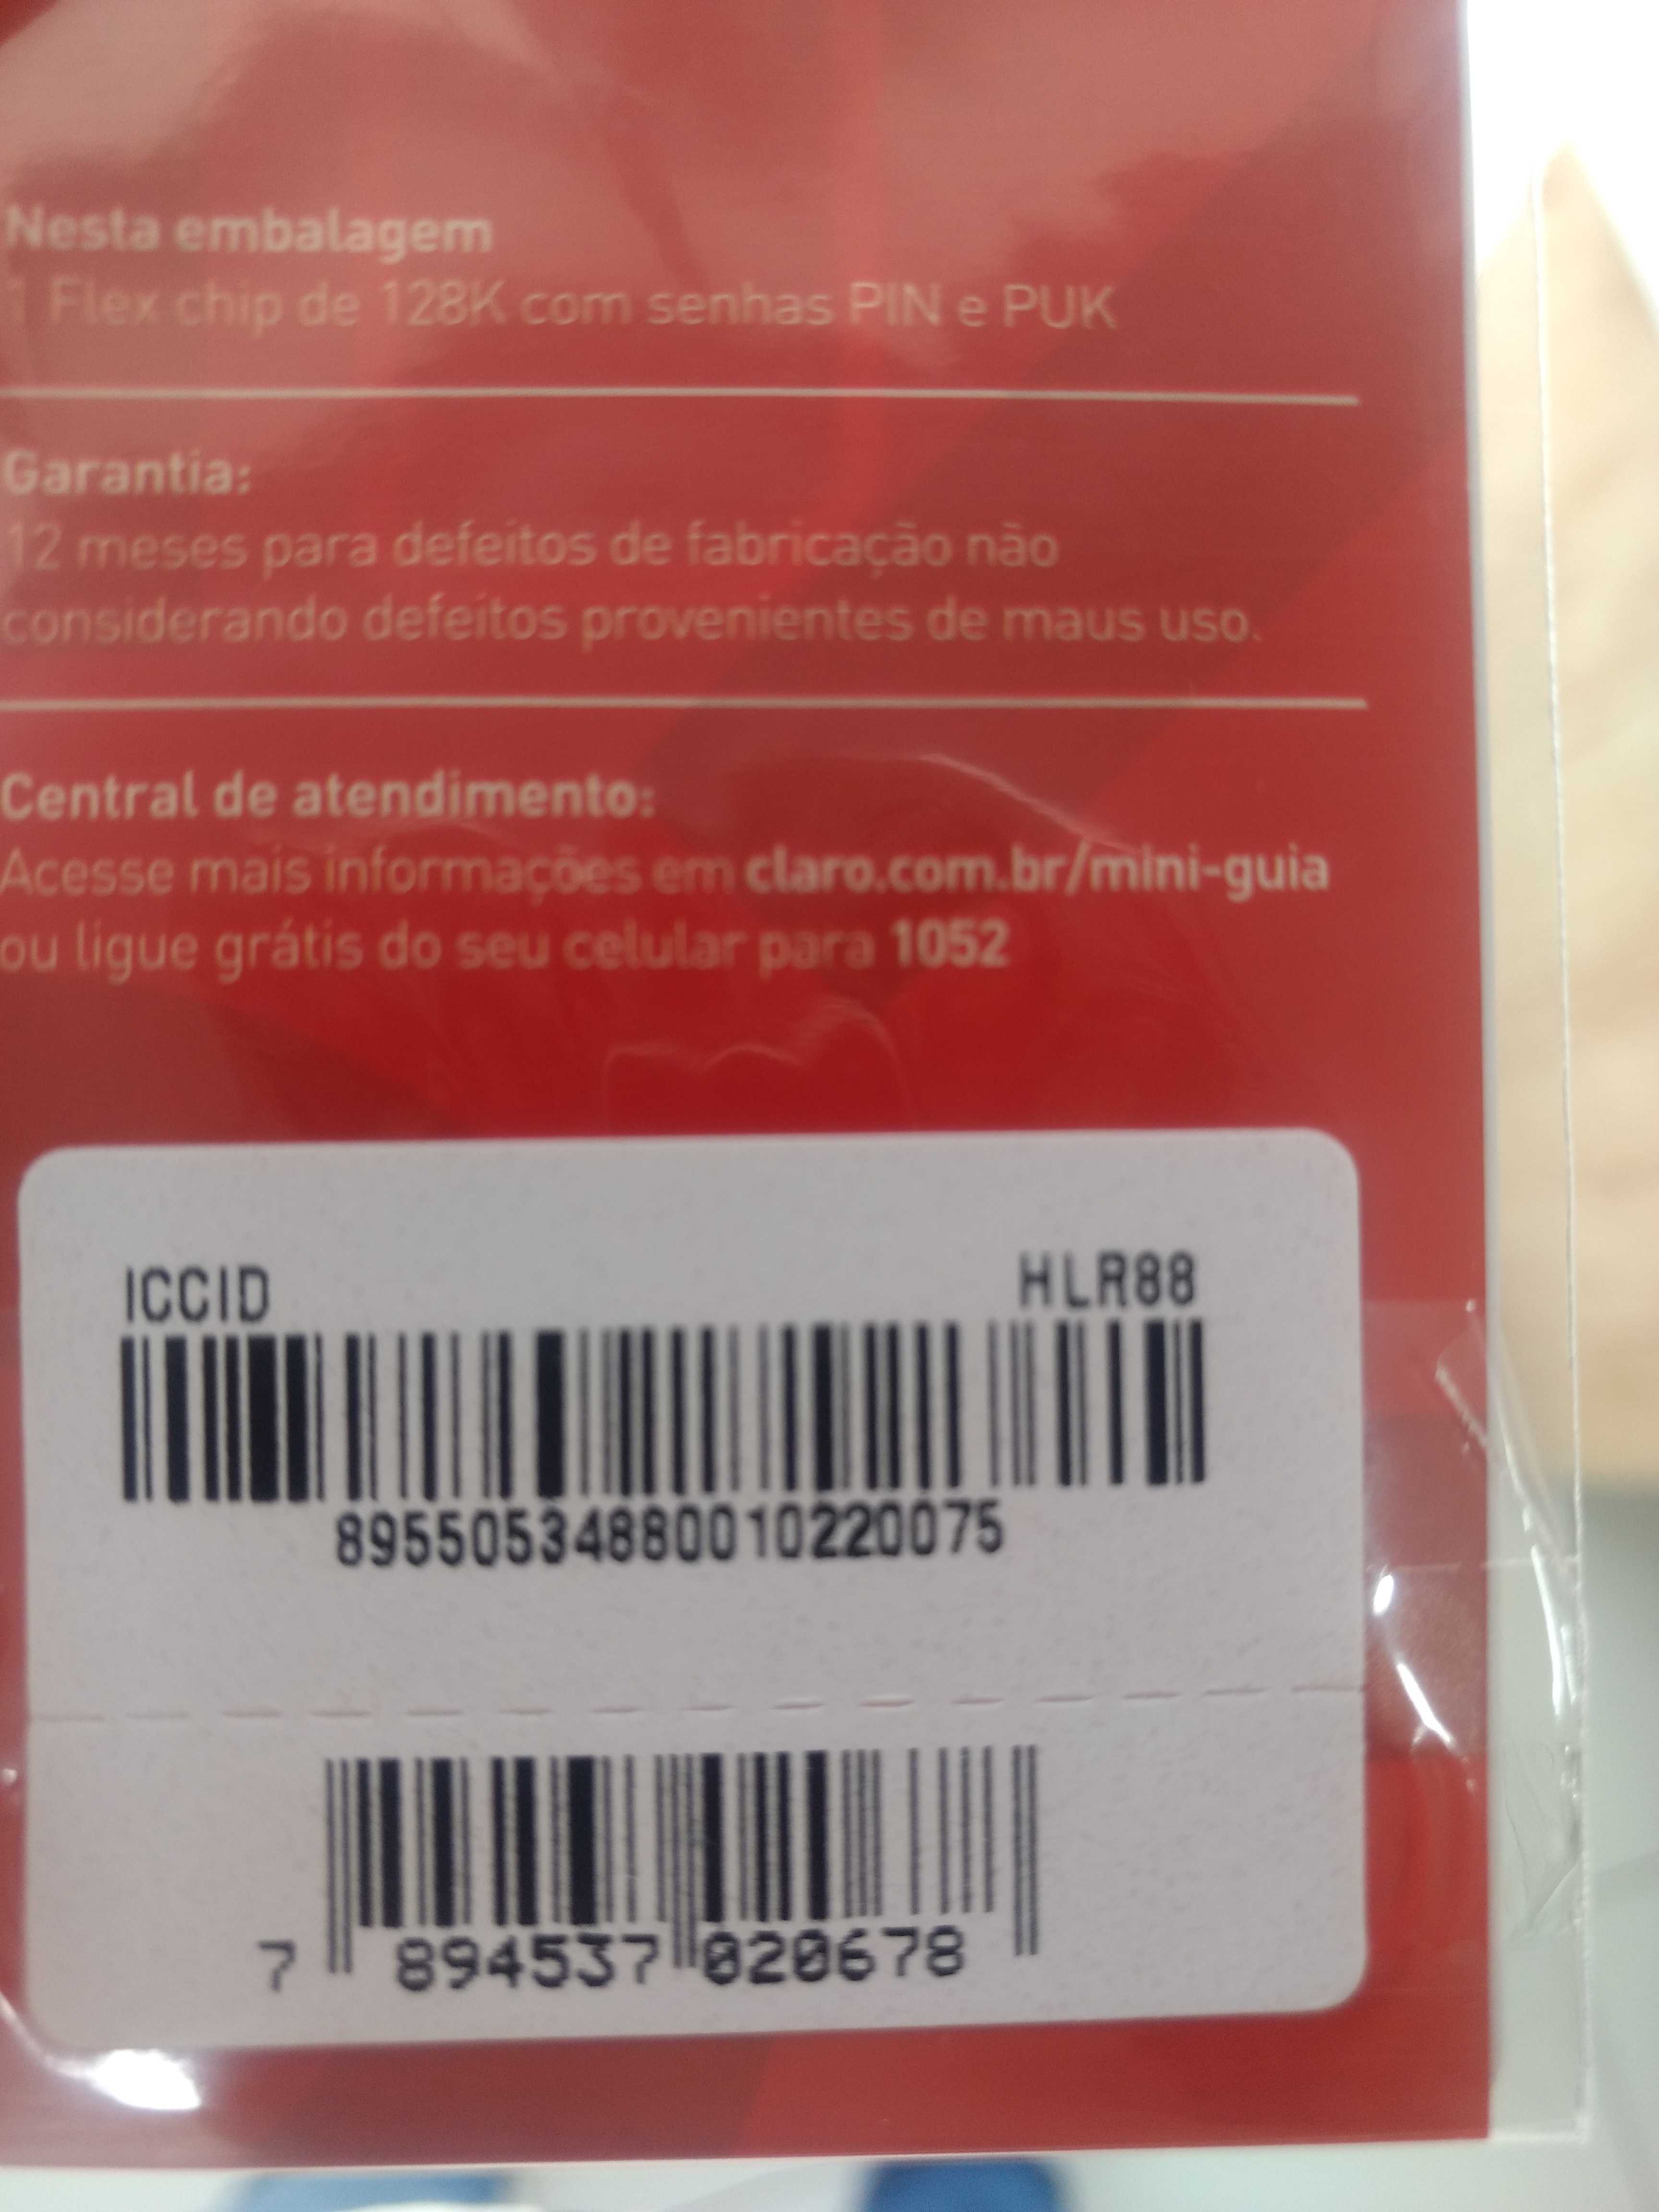 Nesta embalagem
1 Flex chip de 128K com senhas PIN e PUK
Garantia:
12 meses para defeitos de fabricação não
considerando defeitos provenientes de maus uso.
Central de atendimento:
Acesse mais informações em claro.com.br/mini-guia
ou ligue grátis do seu celular para 1052
ICCID HLR88
89550534880010220075
7 894537 020678